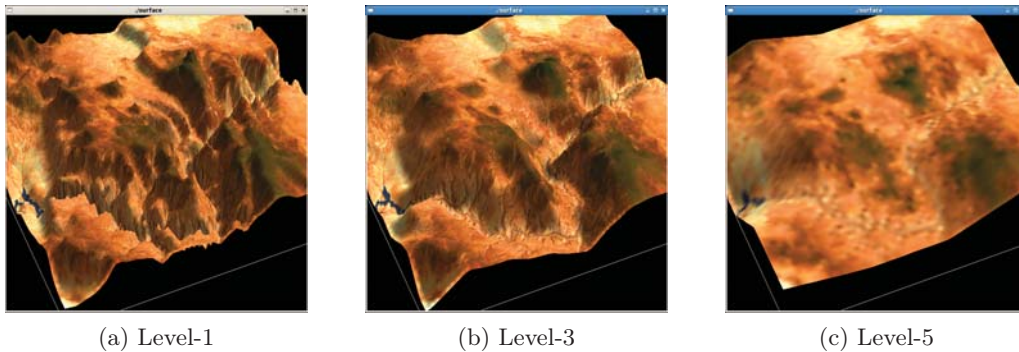 ./surface
./surface
./surface
(a) Level-1
(b) Level-3
(c) Level-5